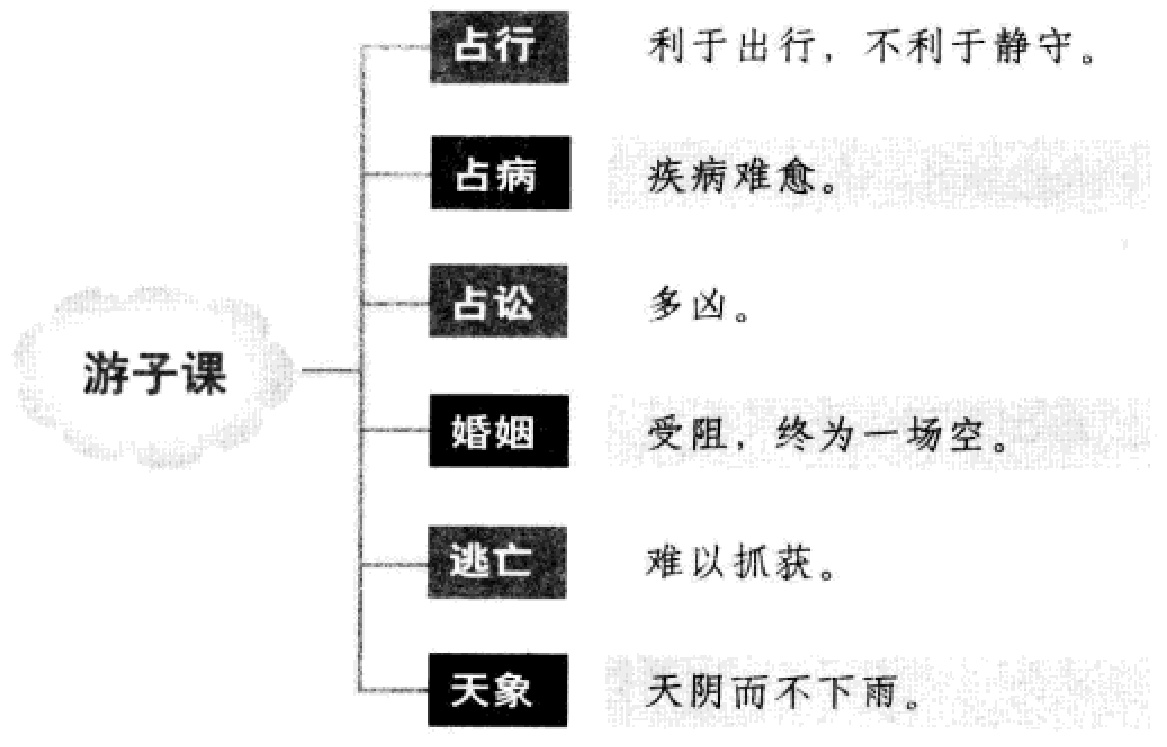 占行 利于出行，不利于静守。
占病 疾病难愈。
占讼 多凶。
游子课
婚姻 受阻，终为一场空。
逃亡 难以抓获。
天象 天阴而不下雨。